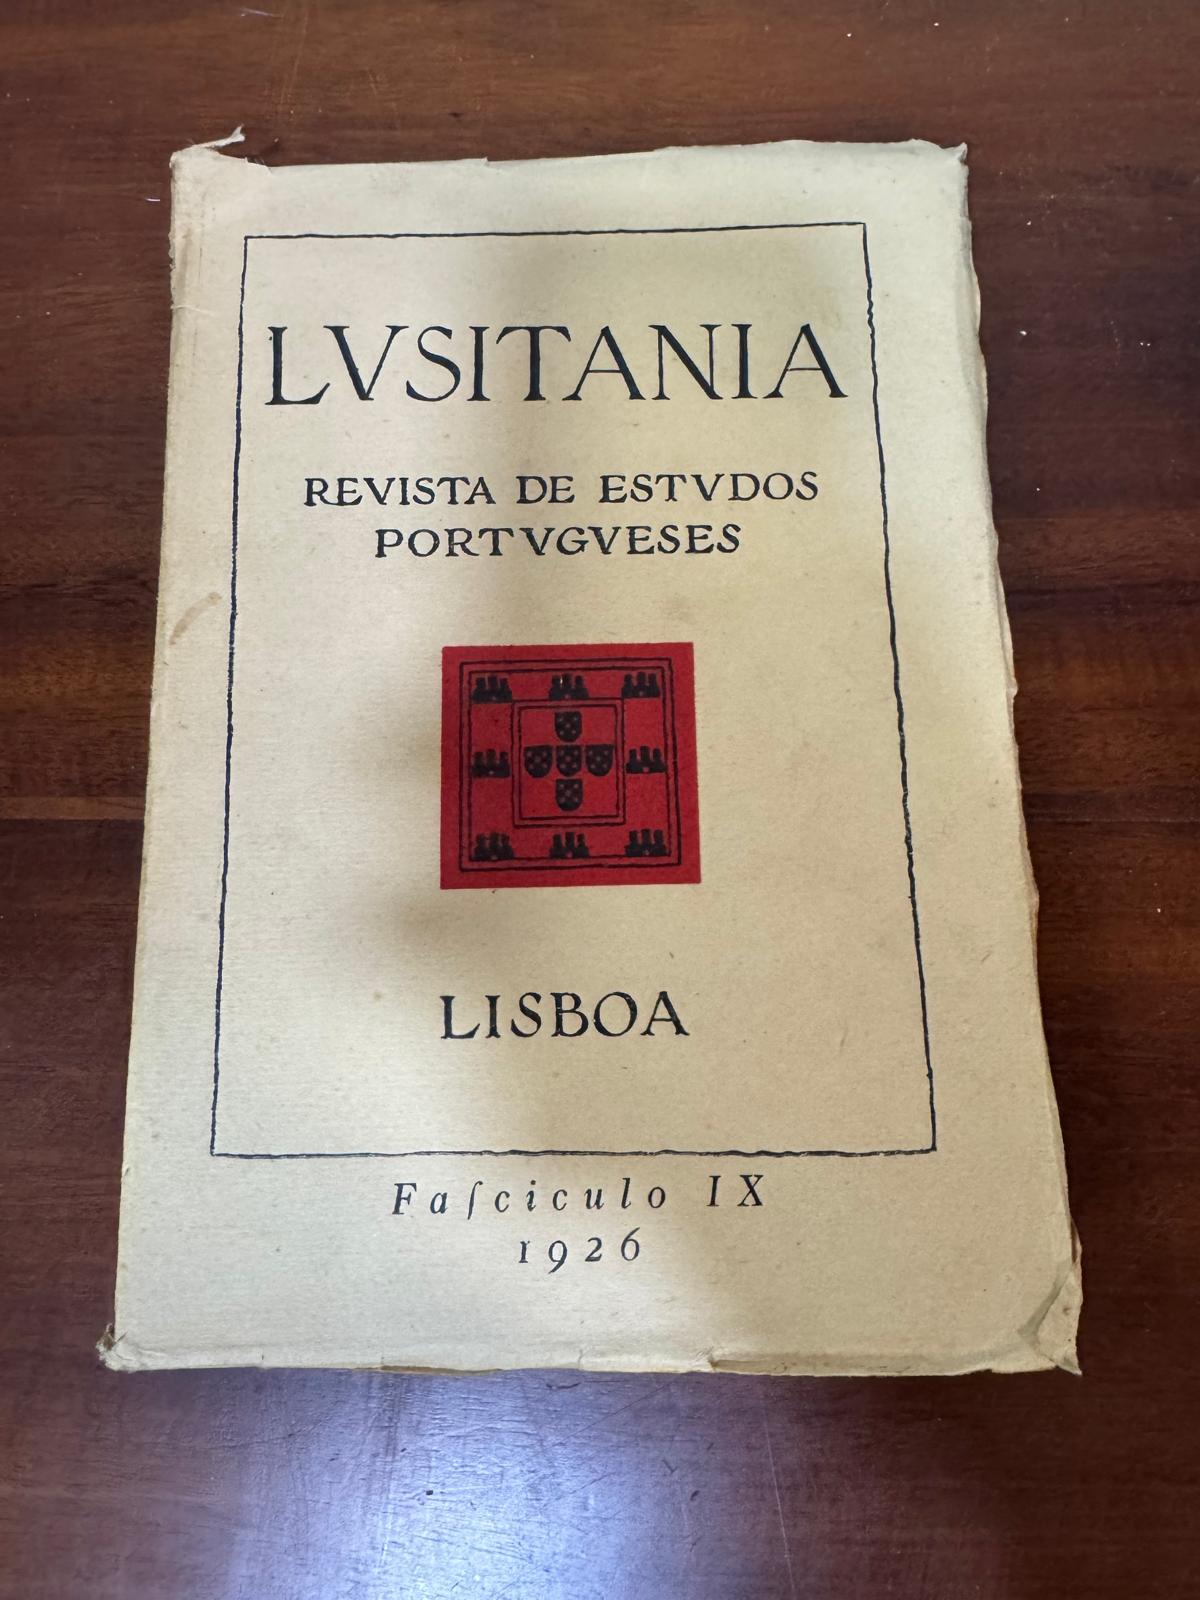 LVSITANIA
REVISTA DE ESTVDOS
PORTVGVESES
LISBOA
Faſciculo IX
1926